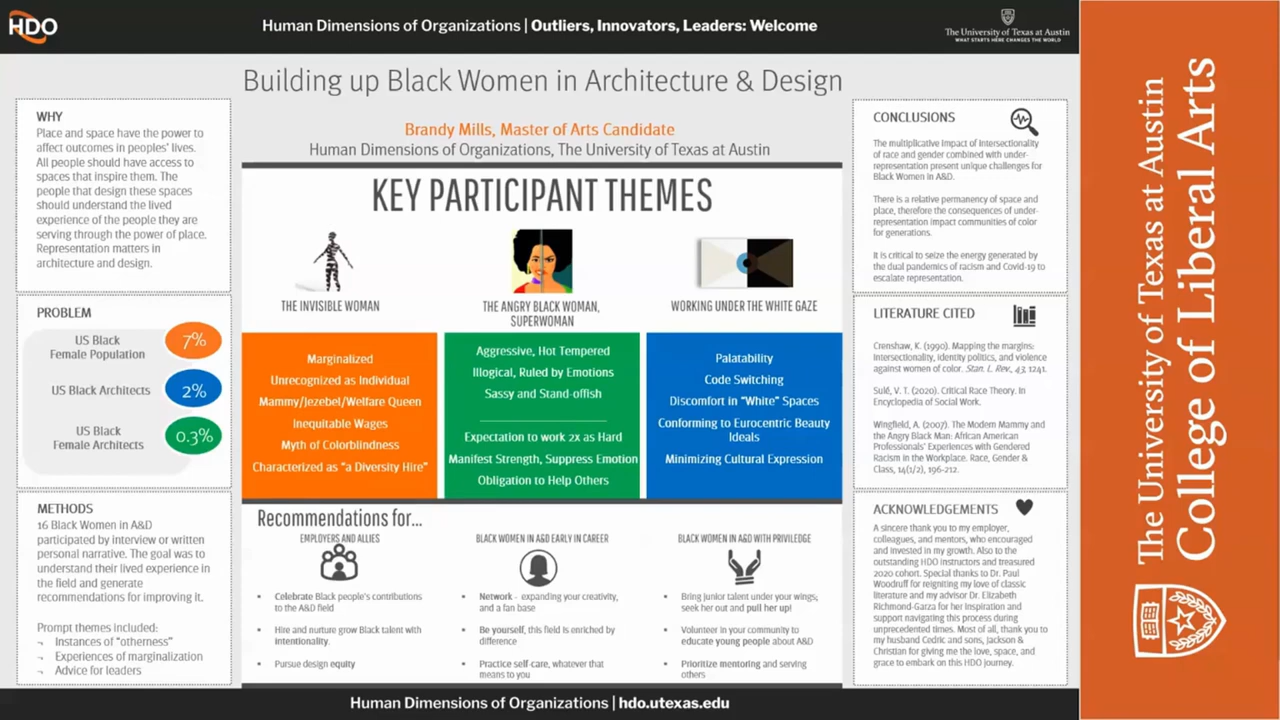 HDO
Human Dimensions of Organizations | Outliers, Innovators, Leaders: Welcome
The University of Texas at Austin
WHAT STARTS HERE CHANGES THE WORLD
Building up Black Women in Architecture & Design
Brandy Mills, Master of Arts Candidate
Human Dimensions of Organizations, The University of Texas at Austin
WHY
Place and space have the power to
affect outcomes in peoples' lives.
All people should have access to
spaces that inspire them. The
people that design these spaces
should understand the lived
experience of the people they are
serving through the power of place.
Representation matters in
architecture and design.
PROBLEM
US Black
Female Population
7%
US Black Architects
2%
US Black
Female Architects
0.3%
METHODS
16 Black Women in A&D
participated by interview or written
personal narrative. The goal was to
understand their lived experience in
the field and generate
recommendations for improving it.
Prompt themes included:
¬ Instances of "otherness"
¬ Experiences of marginalization
¬ Advice for leaders
KEY PARTICIPANT THEMES
THE INVISIBLE WOMAN
Marginalized
Unrecognized as Individual
Mammy/Jezebel/Welfare Queen
Inequitable Wages
Myth of Colorblindness
Characterized as "a Diversity Hire"
THE ANGRY BLACK WOMAN,
SUPERWOMAN
Aggressive, Hot Tempered
Illogical, Ruled by Emotions
Sassy and Stand-offish
Expectation to work 2x as Hard
Manifest Strength, Suppress Emotion
Obligation to Help Others
WORKING UNDER THE WHITE GAZE
Palatability
Code Switching
Discomfort in "White" Spaces
Conforming to Eurocentric Beauty
Ideals
Minimizing Cultural Expression
Recommendations for...
EMPLOYERS AND ALLIES
• Celebrate Black people's contributions
to the A&D field
• Hire and nurture grow Black talent with
intentionality.
• Pursue design equity
BLACK WOMEN IN A&D EARLY IN CAREER
• Network - expanding your creativity,
and a fan base
• Be yourself, this field is enriched by
difference
• Practice self-care, whatever that
means to you
BLACK WOMEN IN A&D WITH PRIVILEDGE
• Bring junior talent under your wings;
seek her out and pull her up!
• Volunteer in your community to
educate young people about A&D
• Prioritize mentoring and serving
others
CONCLUSIONS
The multiplicative impact of Intersectionality
of race and gender combined with under-
representation present unique challenges for
Black Women in A&D.
There is a relative permanency of space and
place, therefore the consequences of under-
representation impact communities of color
for generations.
It is critical to seize the energy generated by
the dual pandemics of racism and Covid-19 to
escalate representation.
LITERATURE CITED
Crenshaw, K. (1990). Mapping the margins:
Intersectionality, identity politics, and violence
against women of color. Stan. L. Rev., 43, 1241.
Sulé, V. T. (2020). Critical Race Theory. In
Encyclopedia of Social Work.
Wingfield, A. (2007). The Modern Mammy and
the Angry Black Man: African American
Professionals' Experiences with Gendered
Racism in the Workplace. Race, Gender &
Class, 14(1/2), 196-212.
ACKNOWLEDGEMENTS
A sincere thank you to my employer,
colleagues, and mentors, who encouraged
and invested in my growth. Also to the
outstanding HDO instructors and treasured
2020 cohort. Special thanks to Dr. Paul
Woodruff for reigniting my love of classic
literature and my advisor Dr. Elizabeth
Richmond-Garza for her inspiration and
support navigating this process during
unprecedented times. Most of all, thank you to
my husband Cedric and sons, Jackson &
Christian for giving me the love, space, and
grace to embark on this HDO journey.
Human Dimensions of Organizations | hdo.utexas.edu
The University of Texas at Austin
College of Liberal Arts